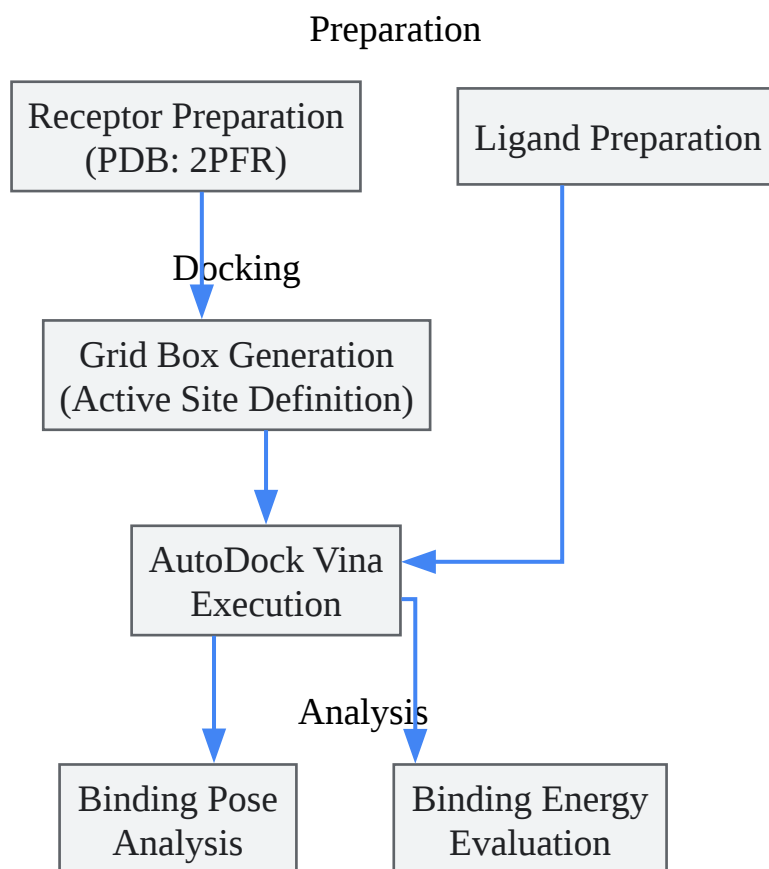 Preparation
Receptor Preparation
(PDB: 2PFR)
Ligand Preparation
Docking
Grid Box Generation
(Active Site Definition)
AutoDock Vina
Execution
Analysis
Binding Pose
Analysis
Binding Energy
Evaluation